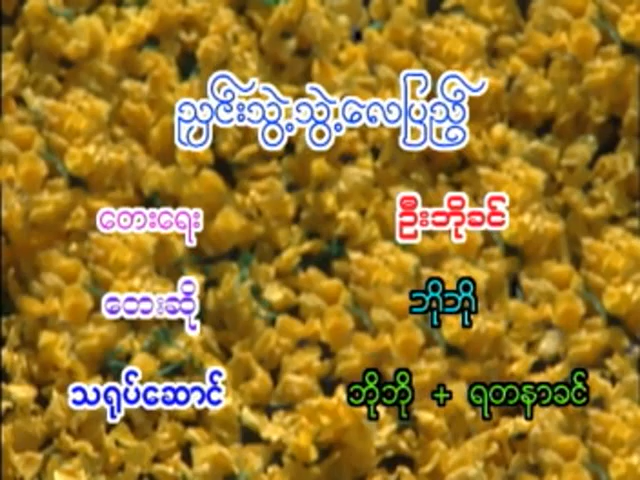 ညှင်းသွဲ့သွဲ့လေပြည်
တေးရေး ဦးဘိုခင်
တေးဆို ဘိုဘို
သရုပ်ဆောင် ဘိုဘို + ရတနာခင်